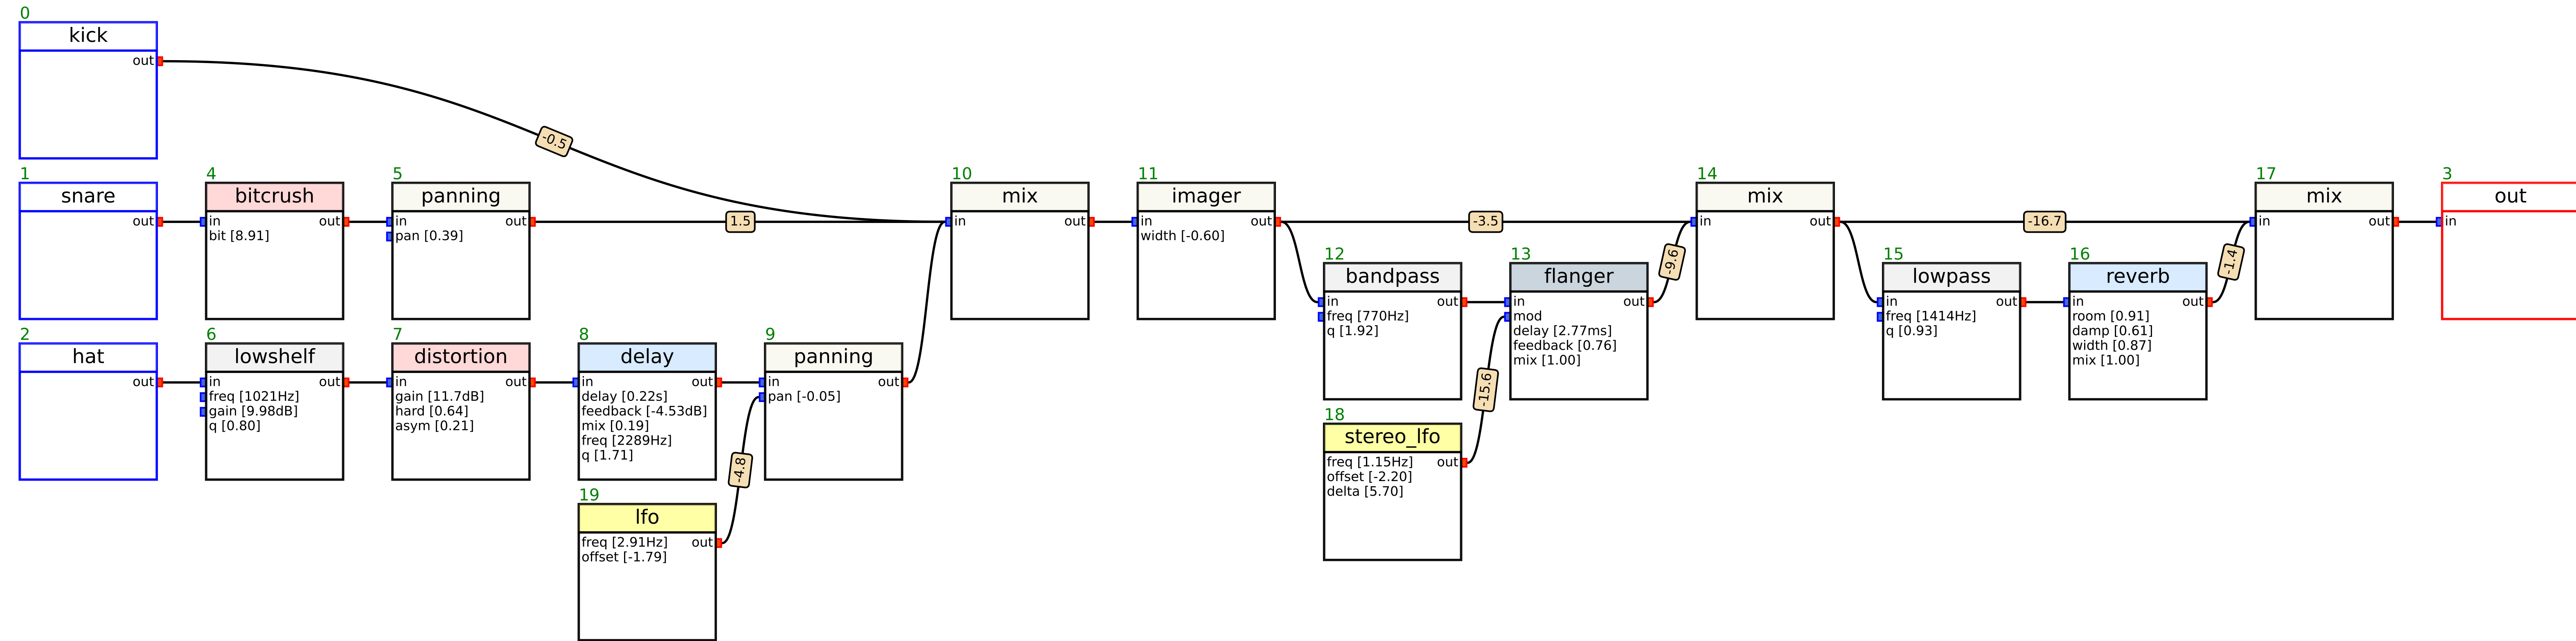 0
kick
out
-0.5
1
snare
out
4
bitcrush
in out
bit [8.91]
5
panning
in out
pan [0.39]
1.5
10
mix
in out
11
imager
in out
width [-0.60]
-3.5
14
mix
in out
-16.7
17
mix
in out
3
out
in
12
bandpass
in out
freq [770Hz]
q [1.92]
13
flanger
in out
mod
delay [2.77ms]
feedback [0.76]
mix [1.00]
-9.6
15
lowpass
in out
freq [1414Hz]
q [0.93]
16
reverb
in out
room [0.91]
damp [0.61]
width [0.87]
mix [1.00]
-1.4
2
hat
out
6
lowshelf
in out
freq [1021Hz]
gain [9.98dB]
q [0.80]
7
distortion
in out
gain [11.7dB]
hard [0.64]
asym [0.21]
8
delay
in out
delay [0.22s]
feedback [-4.53dB]
mix [0.19]
freq [2289Hz]
q [1.71]
9
panning
in out
pan [-0.05]
-4.8
-15.6
18
stereo_lfo
freq [1.15Hz] out
offset [-2.20]
delta [5.70]
19
lfo
freq [2.91Hz] out
offset [-1.79]